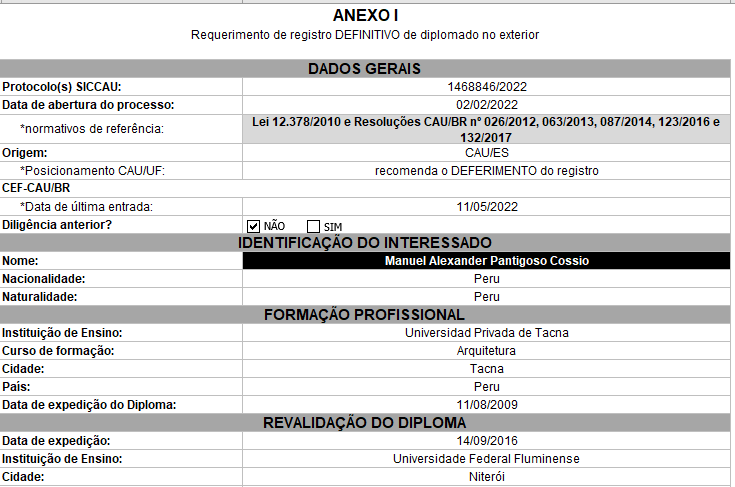 ANEXO I
Requerimento de registro DEFINITIVO de diplomado no exterior
DADOS GERAIS
Protocolo(s) SICCAU: 1468846/2022
Data de abertura do processo: 02/02/2022
*normativos de referência: Lei 12.378/2010 e Resoluções CAU/BR nº 026/2012, 063/2013, 087/2014, 123/2016 e
132/2017
Origem: CAU/ES
*Posicionamento CAU/UF: recomenda o DEFERIMENTO do registro
CEF-CAU/BR
*Data de última entrada: 11/05/2022
Diligência anterior? NÃO SIM
IDENTIFICAÇÃO DO INTERESSADO
Nome: Manuel Alexander Pantigoso Cossio
Nacionalidade: Peru
Naturalidade: Peru
FORMAÇÃO PROFISSIONAL
Instituição de Ensino: Universidad Privada de Tacna
Curso de formação: Arquitetura
Cidade: Tacna
País: Peru
Data de expedição do Diploma: 11/08/2009
REVALIDAÇÃO DO DIPLOMA
Data de expedição: 14/09/2016
Instituição de Ensino: Universidade Federal Fluminense
Cidade: Niterói